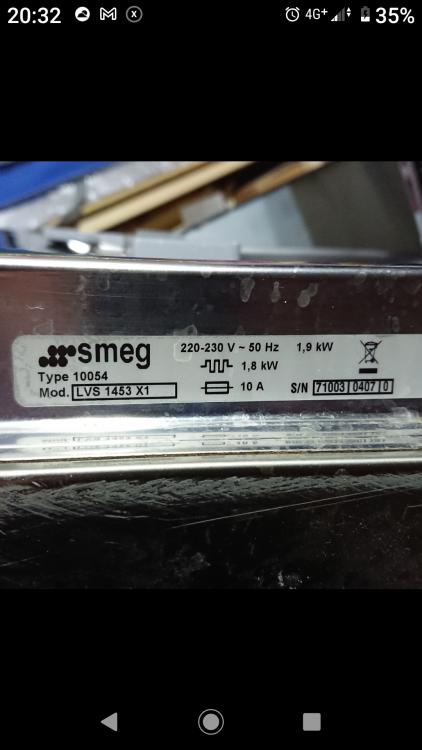 20:32 4G+ 35%
smeg
220-230 V ~ 50 Hz 1,9 kW
1,8 kW
Type 10054
Mod. LVS 1453 X1
10 A
S/N 71003 0407 0